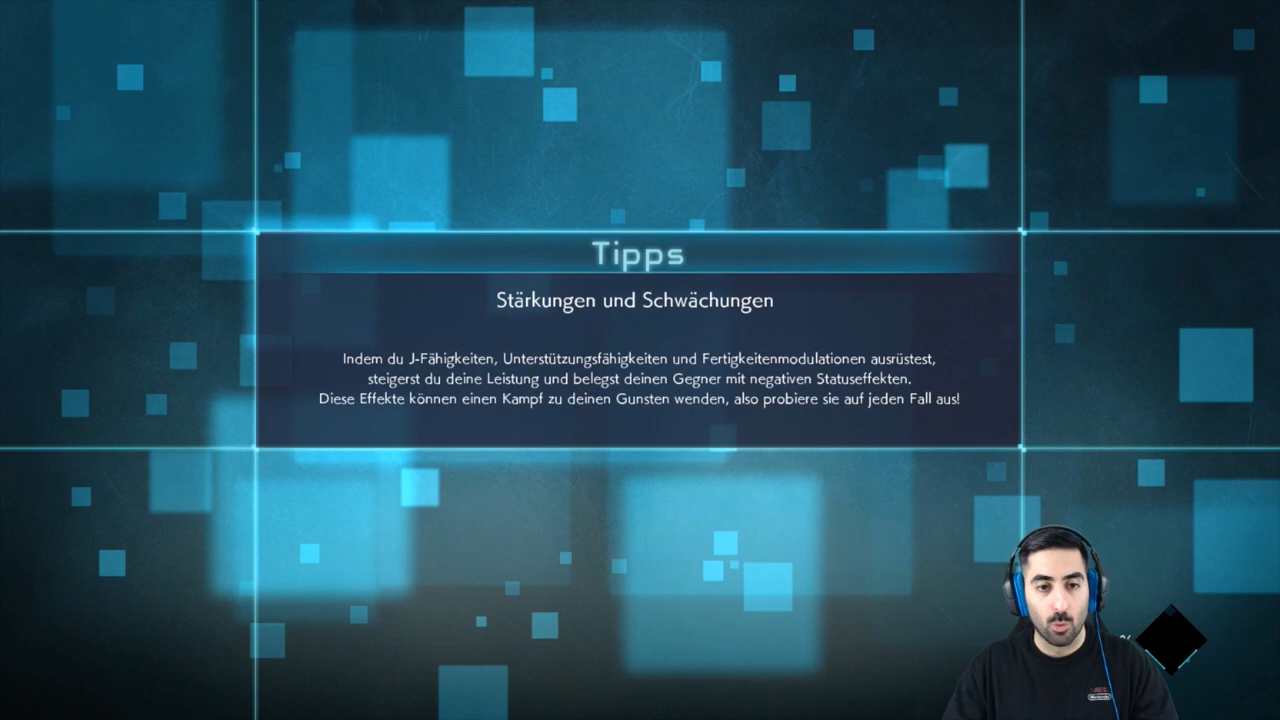 Tipps
Stärkungen und Schwächungen
Indem du J-Fähigkeiten, Unterstützungsfähigkeiten und Fertigkeitenmodulationen ausrüstest,
steigerst du deine Leistung und belegst deinen Gegner mit negativen Statuseffekten.
Diese Effekte können einen Kampf zu deinen Gunsten wenden, also probiere sie auf jeden Fall aus!
%
Nintendo